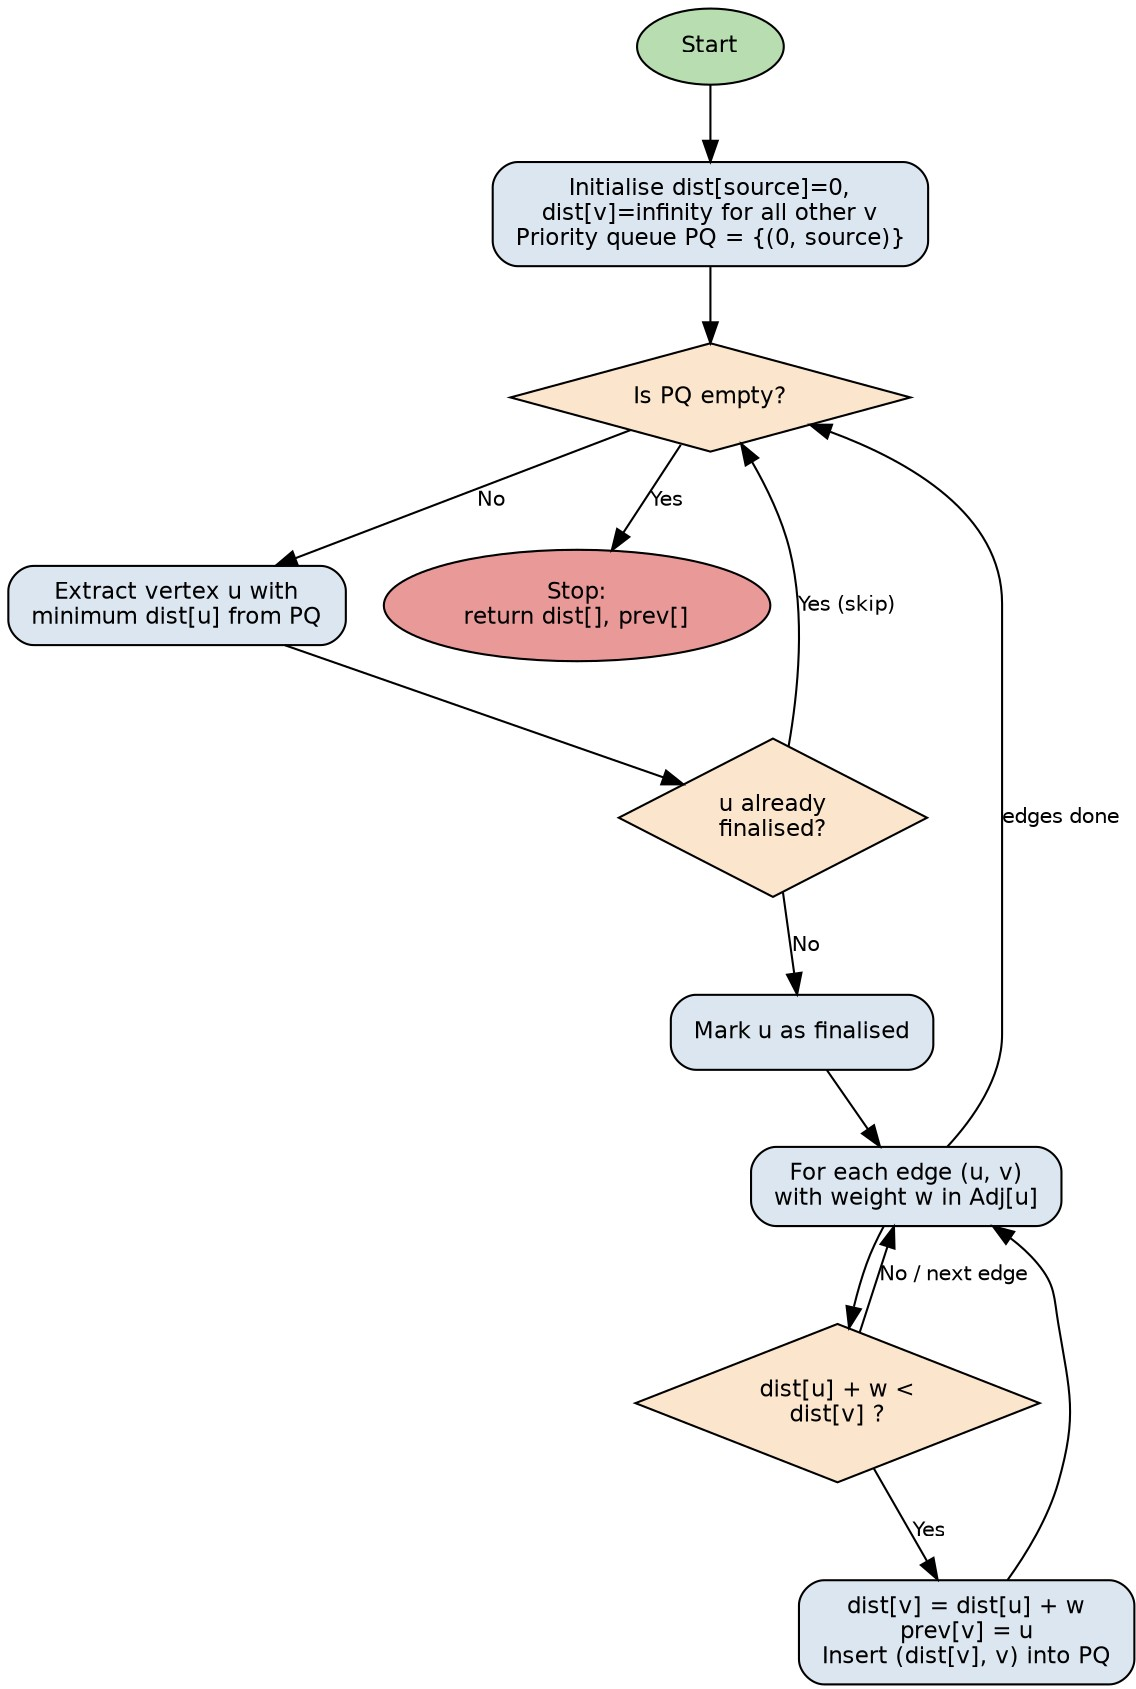 Start
Initialise dist[source]=0,
dist[v]=infinity for all other v
Priority queue PQ = {(0, source)}
Is PQ empty?
No
Yes
Extract vertex u with
minimum dist[u] from PQ
Stop:
return dist[], prev[]
Yes (skip)
u already
finalised?
edges done
No
Mark u as finalised
For each edge (u, v)
with weight w in Adj[u]
No / next edge
dist[u] + w <
dist[v] ?
Yes
dist[v] = dist[u] + w
prev[v] = u
Insert (dist[v], v) into PQ